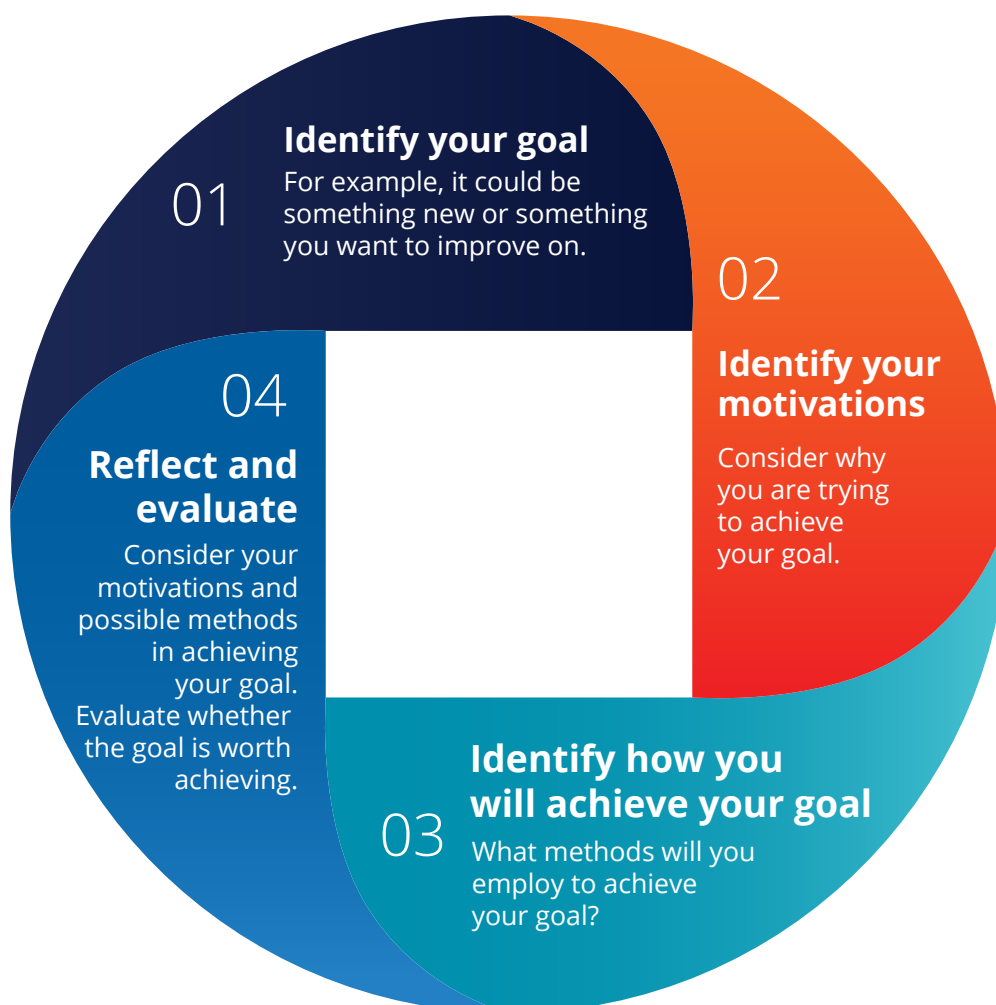 01
Identify your goal
For example, it could be
something new or something
you want to improve on.
02
Identify your
motivations
Consider why
you are trying
to achieve
your goal.
03
Identify how you
will achieve your goal
What methods will you
employ to achieve
your goal?
04
Reflect and
evaluate
Consider your
motivations and
possible methods
in achieving
your goal.
Evaluate whether
the goal is worth
achieving.